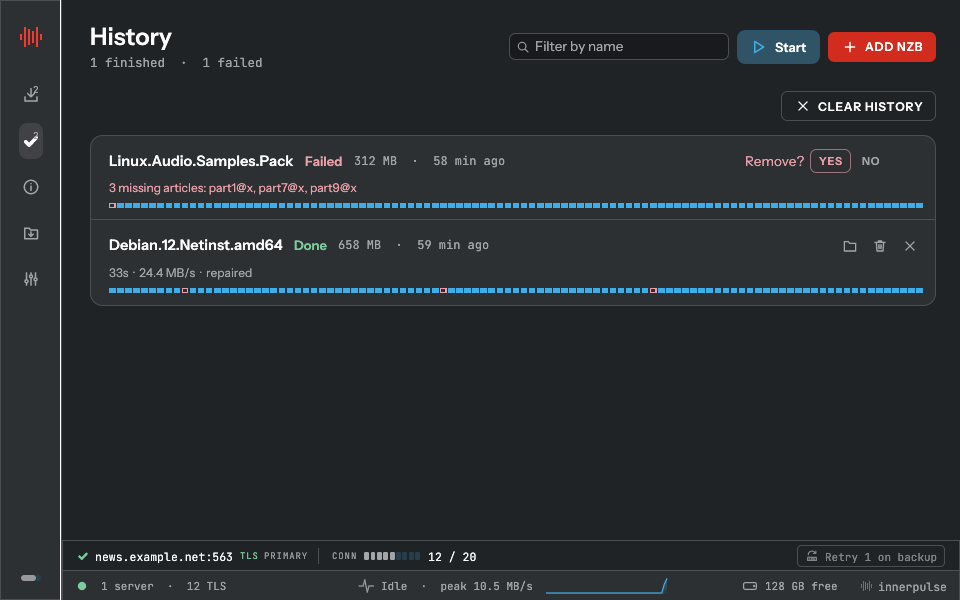 History
1 finished · 1 failed
Filter by name
Start
ADD NZB
2
CLEAR HISTORY
Linux.Audio.Samples.Pack Failed 312 MB · 58 min ago
Remove? YES NO
3 missing articles: part1@x, part7@x, part9@x
Debian.12.Netinst.amd64 Done 658 MB · 59 min ago
33s · 24.4 MB/s · repaired
news.example.net:563 TLS PRIMARY CONN 12 / 20 Retry 1 on backup
1 server · 12 TLS Idle · peak 10.5 MB/s 128 GB free innerpulse